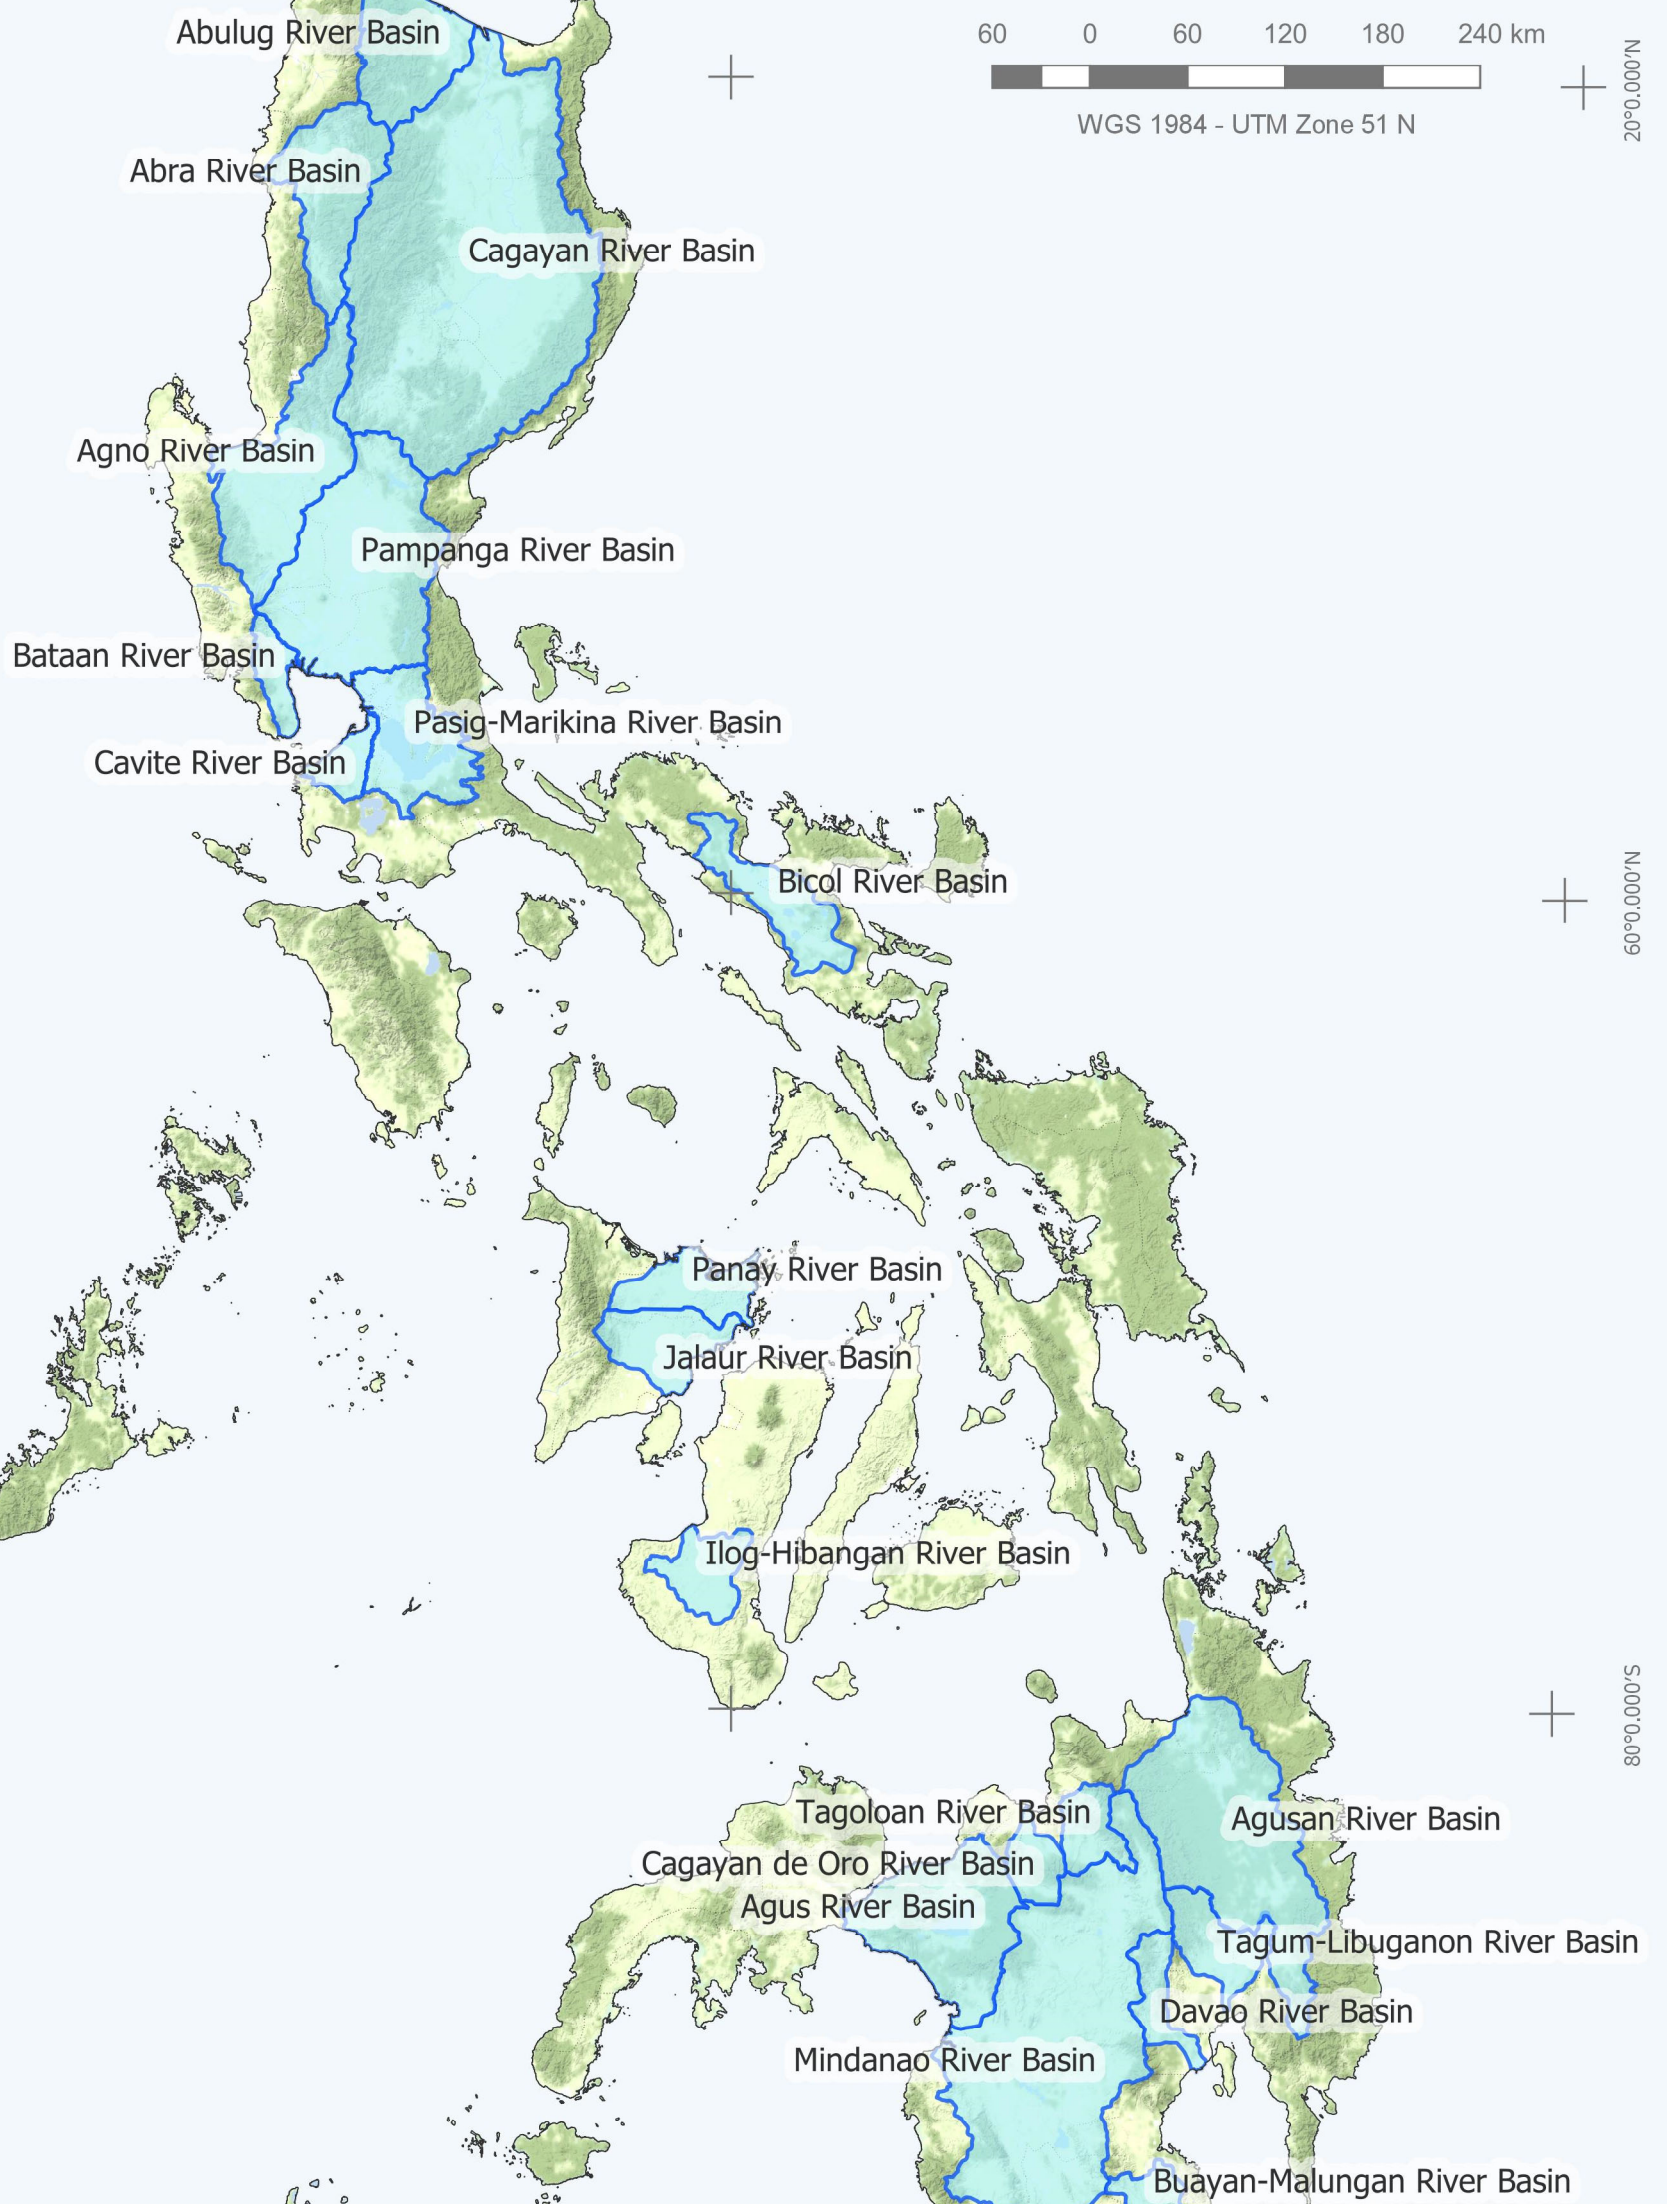 Abulug River Basin
60 0 60 120 180 240 km
WGS 1984 - UTM Zone 51 N
20°0.000'N
Abra River Basin
Cagayan River Basin
Agno River Basin
Pampanga River Basin
Bataan River Basin
Pasig-Marikina River Basin
Cavite River Basin
Bicol River Basin
60°0.000'N
Panay River Basin
Jalaur River Basin
Ilog-Hibangan River Basin
80°0.000'S
Tagoloan River Basin
Agusan River Basin
Cagayan de Oro River Basin
Agus River Basin
Tagum-Libuganon River Basin
Davao River Basin
Mindanao River Basin
Buayan-Malungan River Basin